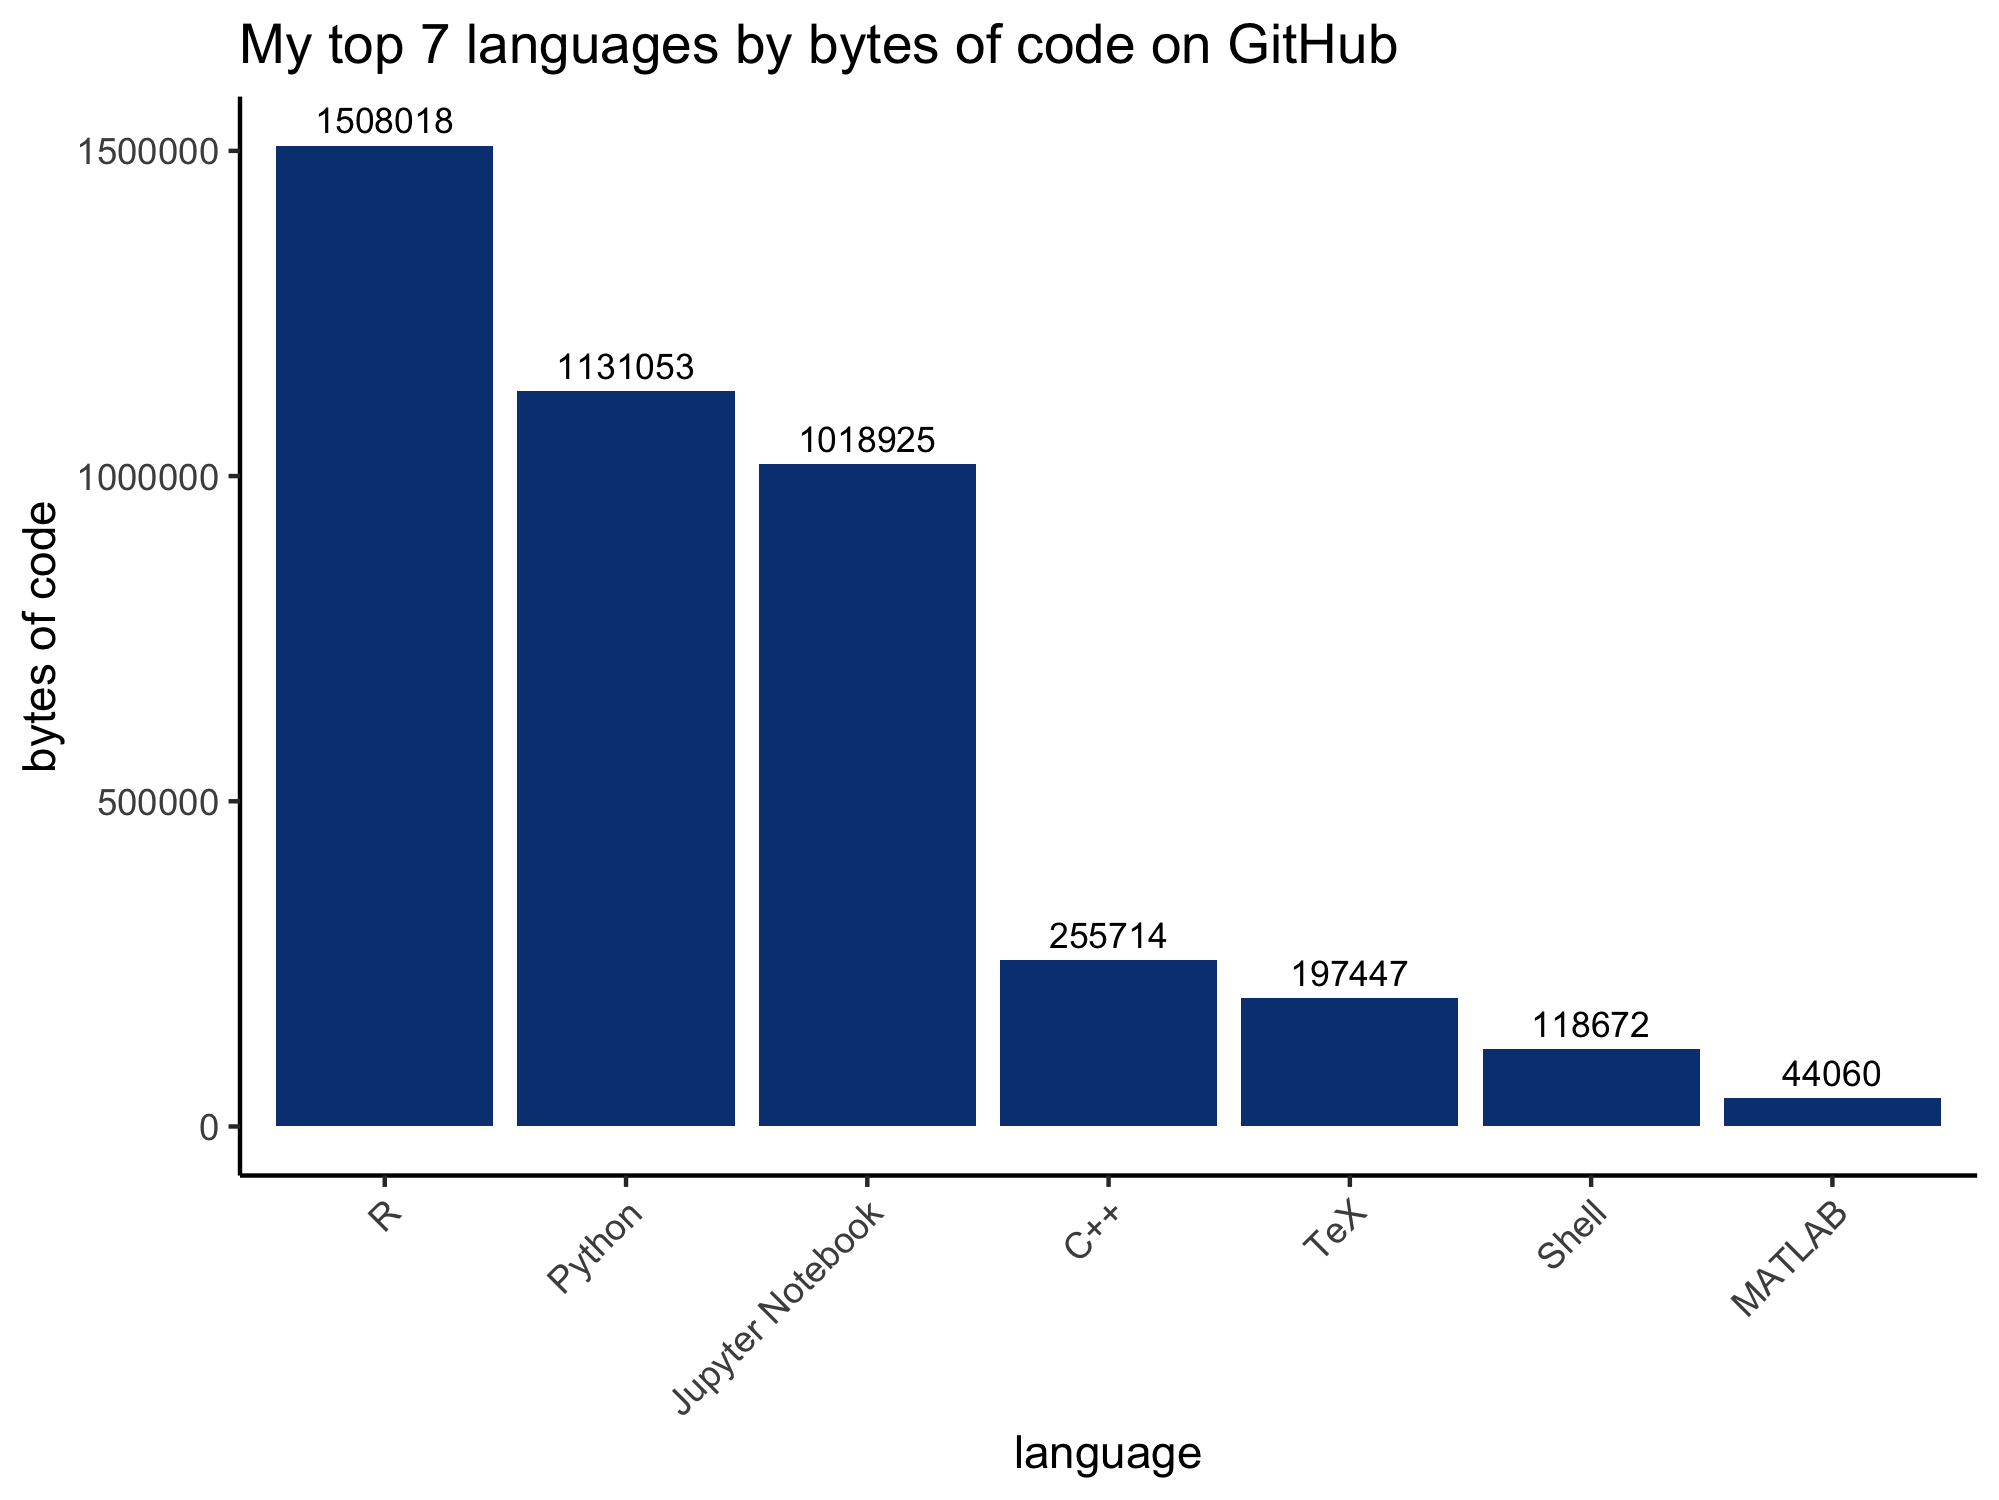 My top 7 languages by bytes of code on GitHub
1508018
1500000
1131053
1018925
1000000
bytes of code
500000
255714
197447
118672
44060
0
R
Python
Jupyter Notebook
C++
TeX
Shell
MATLAB
language